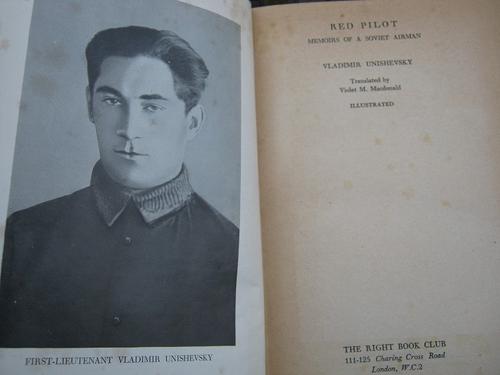 FIRST-LIEUTENANT VLADIMIR UNISHEVSKY
RED PILOT
MEMOIRS OF A SOVIET AIRMAN
VLADIMIR UNISHEVSKY
Translated by
Violet M. Macdonald
ILLUSTRATED
THE RIGHT BOOK CLUB
111-125 Charing Cross Road
London, W.C.2